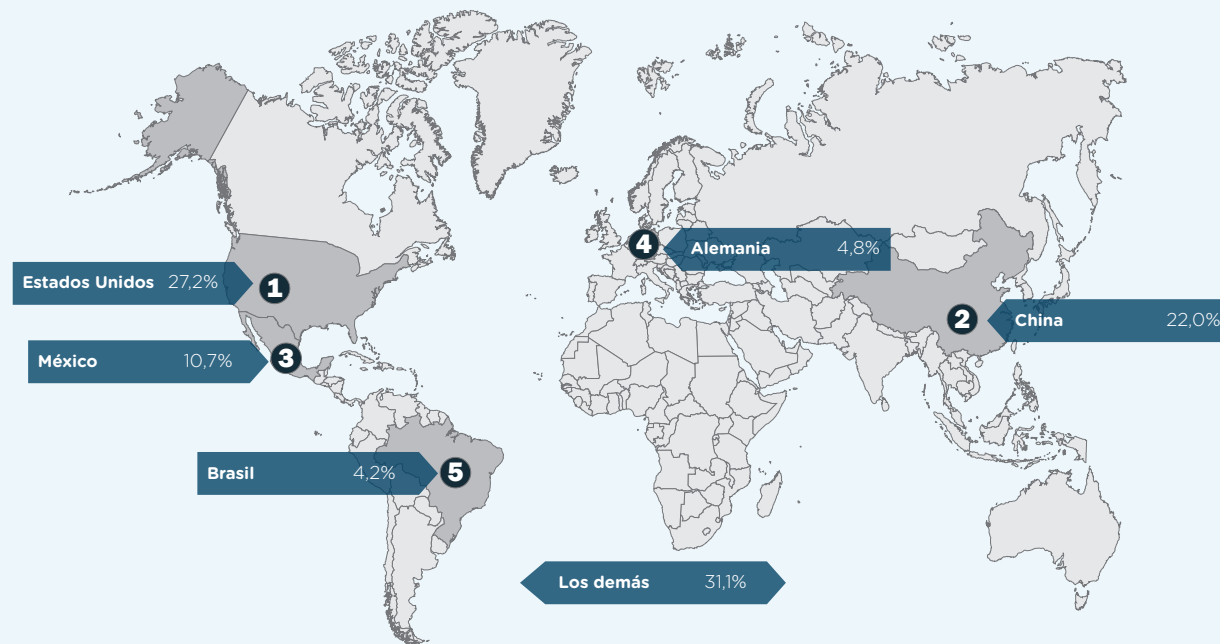 4
Alemania 4,8%
Estados Unidos 27,2%
1
2
China 22,0%
México 10,7%
3
Brasil 4,2%
5
Los demás 31,1%